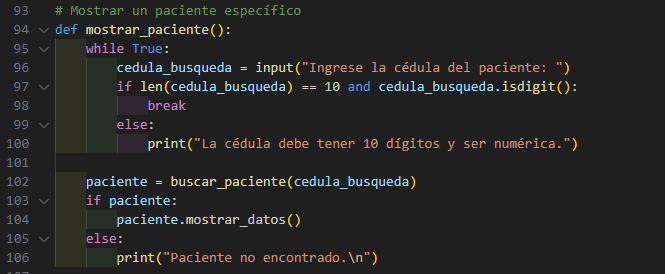 93 # Mostrar un paciente específico
94 def mostrar_paciente():
95     while True:
96         cedula_busqueda = input("Ingrese la cédula del paciente: ")
97         if len(cedula_busqueda) == 10 and cedula_busqueda.isdigit():
98             break
99         else:
100             print("La cédula debe tener 10 dígitos y ser numérica.")
101
102     paciente = buscar_paciente(cedula_busqueda)
103     if paciente:
104         paciente.mostrar_datos()
105     else:
106         print("Paciente no encontrado.\n")